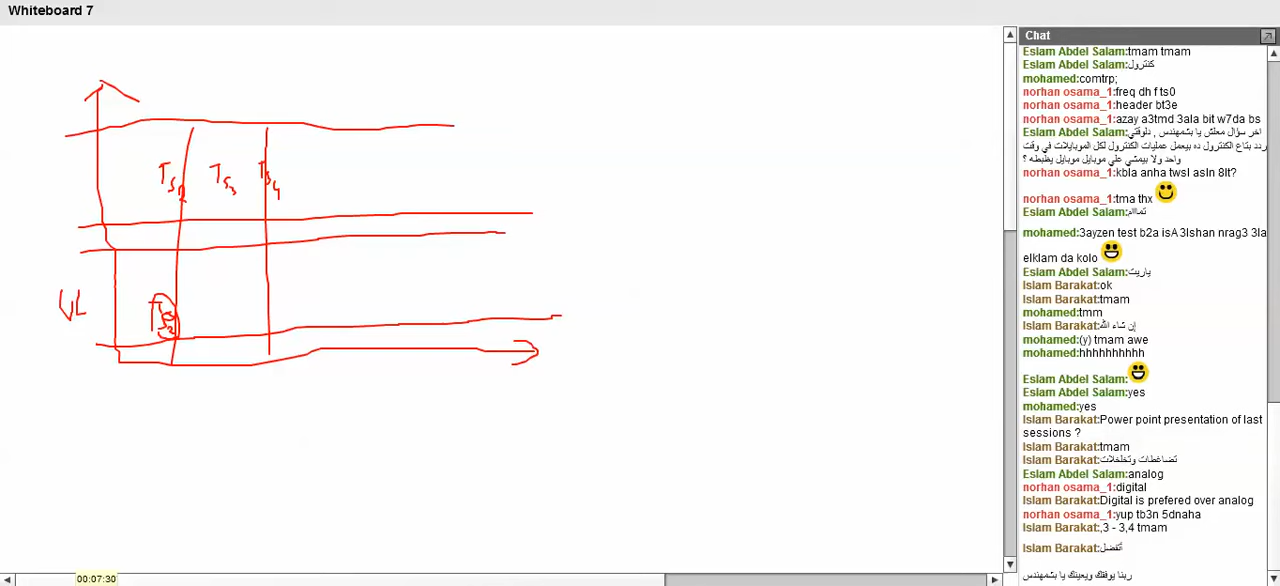 Whiteboard 7
Ts2
Ts3
Ts4
UL
00:07:30
Chat
Eslam Abdel Salam:tmam tmam
Eslam Abdel Salam:كنترول
mohamed:comtrp;
norhan osama_1:freq dh f ts0
norhan osama_1:header bt3e
norhan osama_1:azay a3tmd 3ala bit w7da bs
Eslam Abdel Salam:اخر سؤال معلش يا بشمهندس , دلوقتي
ردد بتاع الكنترول ده بيعمل عمليات الكنترول لكل الموبايلات في وقت
واحد ولا بيمشي علي موبايل موبايل يظبطه ؟
norhan osama_1:kbla anha twsl asln 8lt?
norhan osama_1:tma thx
Eslam Abdel Salam:تمااام
mohamed:3ayzen test b2a isA 3lshan nrag3 3la
elklam da kolo
Eslam Abdel Salam:ياريت
Islam Barakat:ok
Islam Barakat:tmam
mohamed:tmm
Islam Barakat:إن شاء الله
mohamed:(y) tmam awe
mohamed:hhhhhhhhhh
Eslam Abdel Salam:
Eslam Abdel Salam:yes
mohamed:yes
Islam Barakat:Power point presentation of last
sessions ?
Islam Barakat:tmam
Islam Barakat:تضاغطات وتخلخلات
Eslam Abdel Salam:analog
norhan osama_1:digital
Islam Barakat:Digital is prefered over analog
norhan osama_1:yup tb3n 5dnaha
Islam Barakat:,3 - 3,4 tmam
Islam Barakat:أتفضل
ربنا يوفقك ويعينك يا بشمهندس